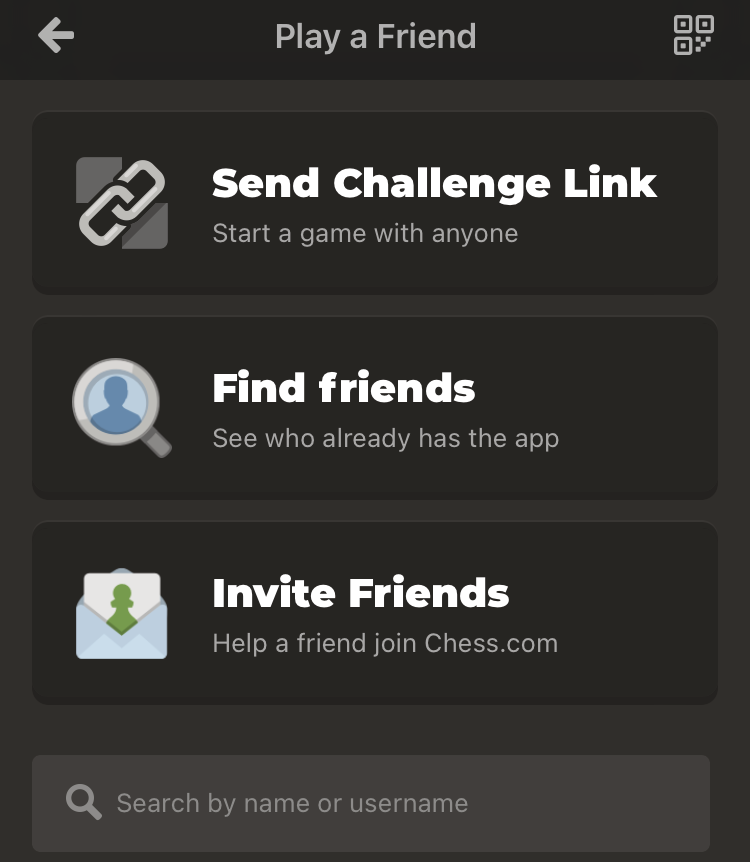 Play a Friend
Send Challenge Link
Start a game with anyone
Find friends
See who already has the app
Invite Friends
Help a friend join Chess.com
Search by name or username